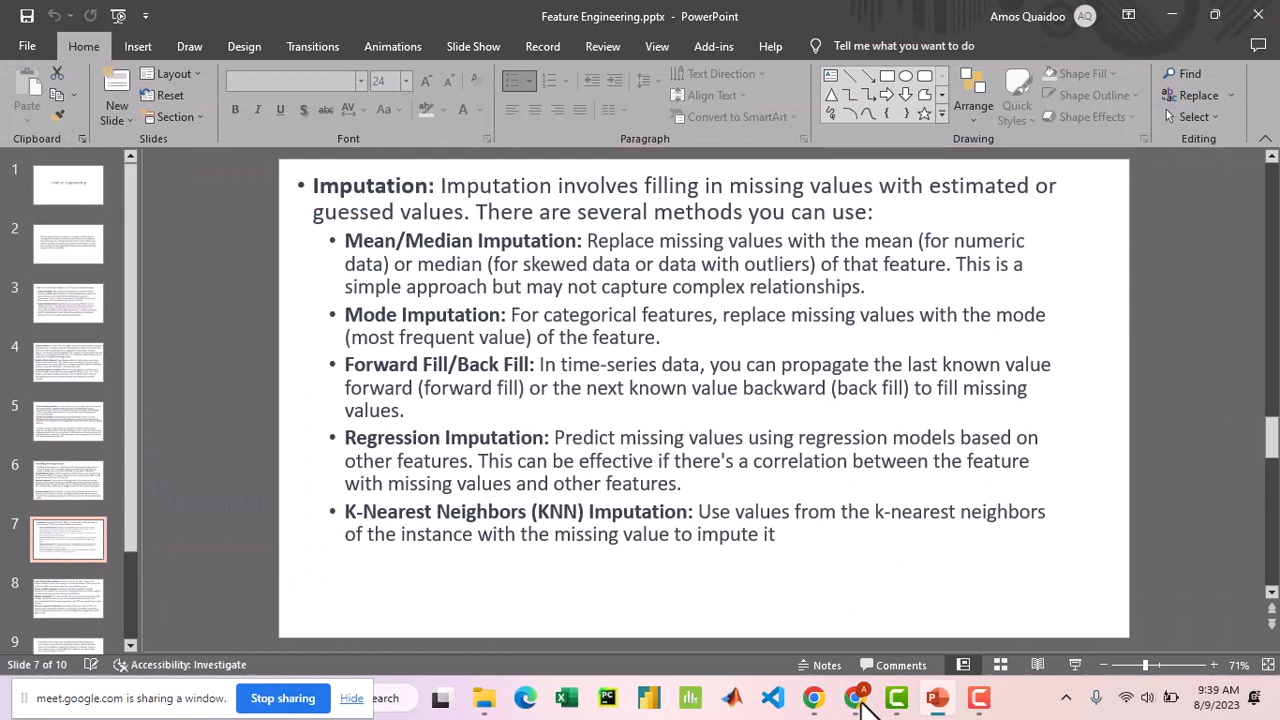 Feature Engineering.pptx - PowerPoint
Amos Quaidoo AQ
File Home Insert Draw Design Transitions Animations Slide Show Record Review View Add-ins Help Tell me what you want to do
Paste
Clipboard
New
Slide
Layout
Reset
Section
Slides
24
B I U S abc AV Aa A
Font
Text Direction
Align Text
Convert to SmartArt
Paragraph
Arrange
Quick
Styles
Shape Fill
Shape Outline
Shape Effects
Drawing
Find
Replace
Select
Editing
1
2
3
4
5
6
7
8
9
• Imputation: Imputation involves filling in missing values with estimated or
guessed values. There are several methods you can use:
• Mean/Median Imputation: Replace missing values with the mean (for numeric
data) or median (for skewed data or data with outliers) of that feature. This is a
simple approach but may not capture complex relationships.
• Mode Imputation: For categorical features, replace missing values with the mode
(most frequent value) of the feature.
• Forward Fill/Back Fill: In time-series data, you can propagate the last known value
forward (forward fill) or the next known value backward (back fill) to fill missing
values.
• Regression Imputation: Predict missing values using regression models based on
other features. This can be effective if there's a correlation between the feature
with missing values and other features.
• K-Nearest Neighbors (KNN) Imputation: Use values from the k-nearest neighbors
of the instance with the missing value to impute it
Slide 7 of 10 Accessibility: Investigate Notes Comments 77%
meet.google.com is sharing a window. Stop sharing Hide earch
9:39 AM
8/9/2023